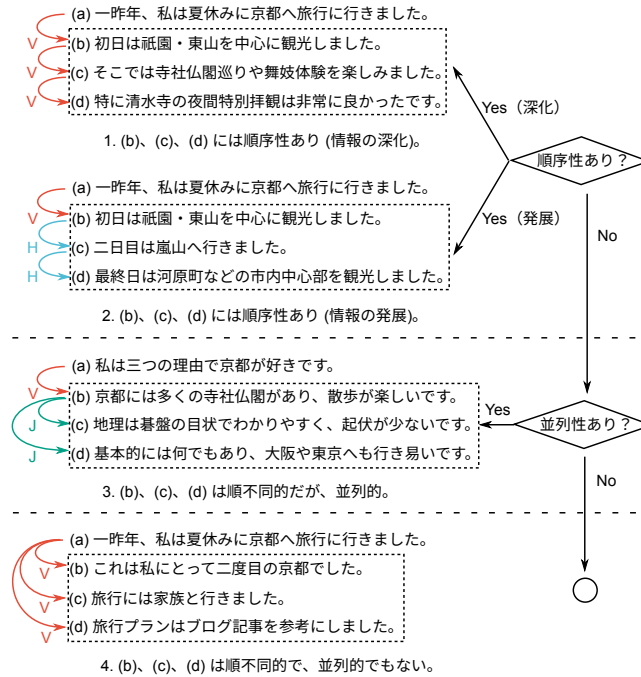 (a) 一昨年、私は夏休みに京都へ旅行に行きました。
V
(b) 初日は祇園・東山を中心に観光しました。
V
(c) そこでは寺社仏閣巡りや舞妓体験を楽しみました。
V
(d) 特に清水寺の夜間特別拝観は非常に良かったです。
1. (b)、(c)、(d) には順序性あり (情報の深化)。
Yes（深化）
順序性あり？
(a) 一昨年、私は夏休みに京都へ旅行に行きました。
V
(b) 初日は祇園・東山を中心に観光しました。
H
(c) 二日目は嵐山へ行きました。
H
(d) 最終日は河原町などの市内中心部を観光しました。
2. (b)、(c)、(d) には順序性あり (情報の発展)。
Yes（発展）
No
(a) 私は三つの理由で京都が好きです。
V
(b) 京都には多くの寺社仏閣があり、散歩が楽しいです。
J
(c) 地理は碁盤の目状でわかりやすく、起伏が少ないです。
J
(d) 基本的には何でもあり、大阪や東京へも行き易いです。
3. (b)、(c)、(d) は順不同的だが、並列的。
Yes
並列性あり？
No
(a) 一昨年、私は夏休みに京都へ旅行に行きました。
V
(b) これは私にとって二度目の京都でした。
V
(c) 旅行には家族と行きました。
V
(d) 旅行プランはブログ記事を参考にしました。
4. (b)、(c)、(d) は順不同的で、並列的でもない。